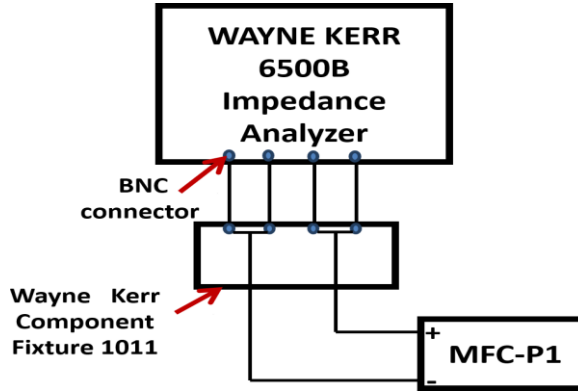 WAYNE KERR
6500B
Impedance
Analyzer
BNC
connector
Wayne Kerr
Component
Fixture 1011
+
MFC-P1
-